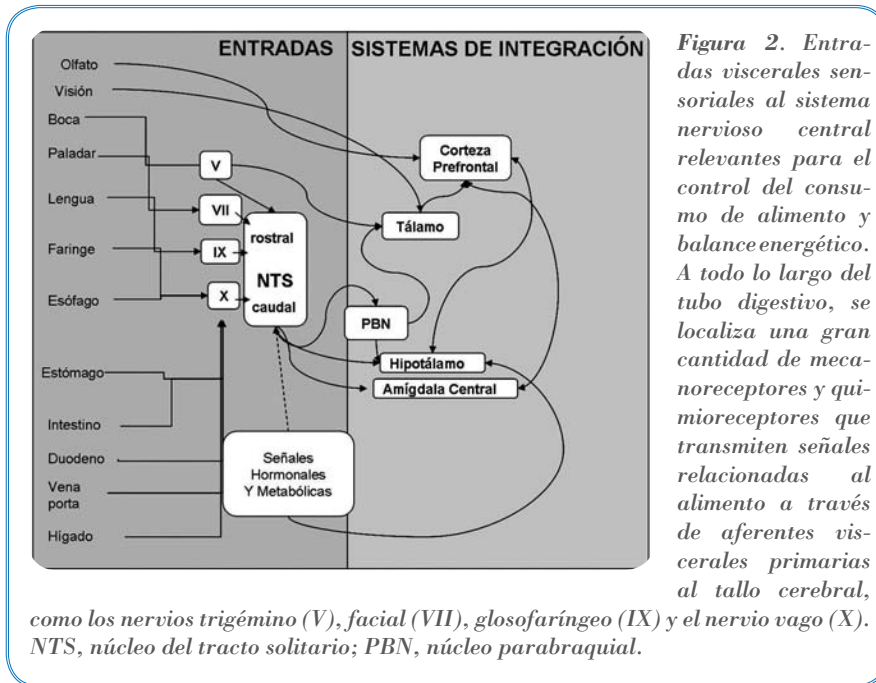 ENTRADAS
SISTEMAS DE INTEGRACIÓN
Olfato
Visión
Boca
Paladar
Lengua
Faringe
Esófago
Estómago
Intestino
Duodeno
Vena
porta
Hígado
V
VII
IX
X
rostral
NTS
caudal
Señales
Hormonales
Y Metabólicas
Corteza
Prefrontal
Tálamo
PBN
Hipotálamo
Amígdala Central
Figura 2. Entra-
das viscerales sen-
soriales al sistema
nervioso central
relevantes para el
control del consu-
mo de alimento y
balance energético.
A todo lo largo del
tubo digestivo, se
localiza una gran
cantidad de meca-
noreceptores y qui-
mioreceptores que
transmiten señales
relacionadas al
alimento a través
de aferentes vis-
cerales primarias
al tallo cerebral,
como los nervios trigémino (V), facial (VII), glosofaríngeo (IX) y el nervio vago (X).
NTS, núcleo del tracto solitario; PBN, núcleo parabraquial.